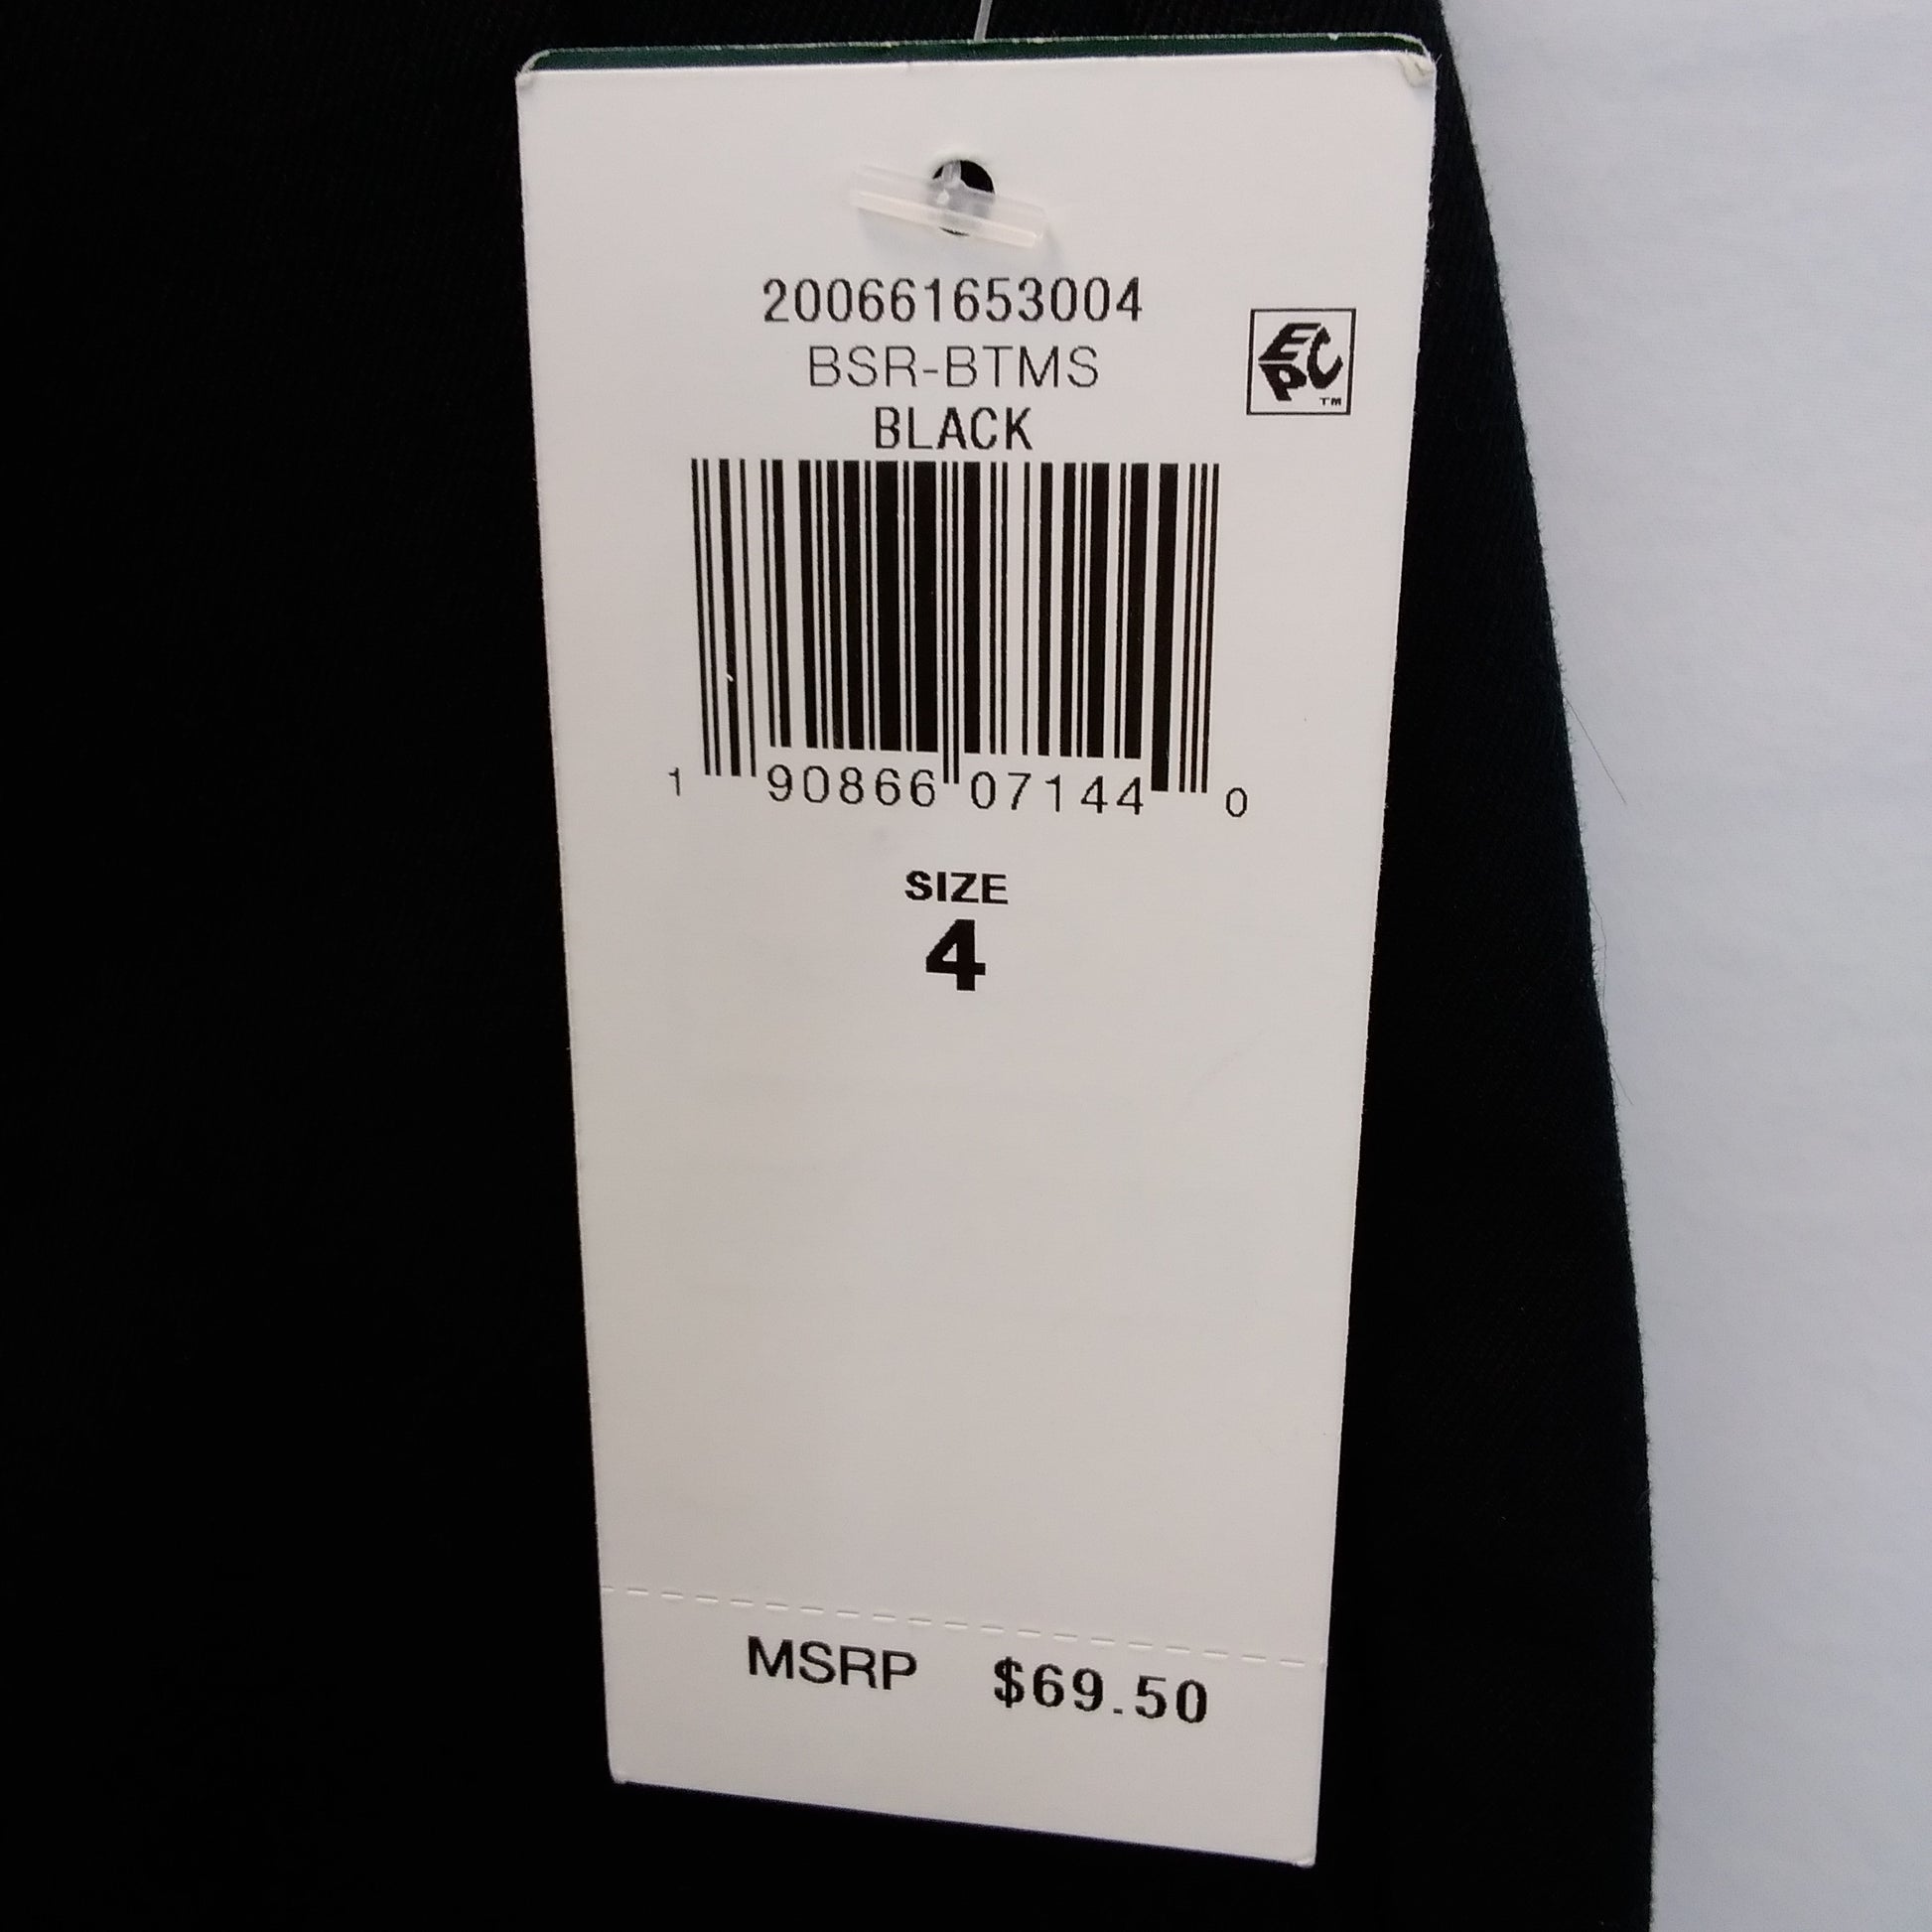 200661653004
BSR-BTMS
EPC
TM
BLACK
1 90866 07144 0
SIZE
4
MSRP $69.50